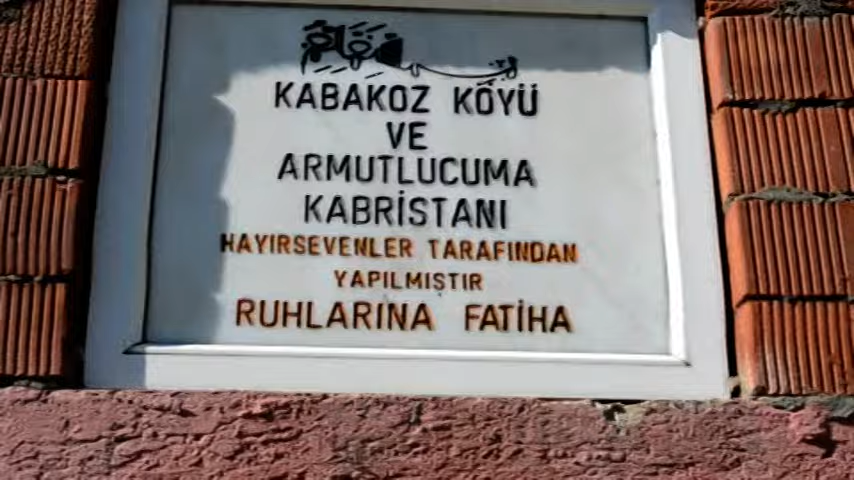 KABAKOZ KÖYÜ
VE
ARMUTLUCUMA
KABRİSTANI
HAYIRSEVENLER TARAFINDAN
YAPILMIŞTIR
RUHLARINA FATİHA